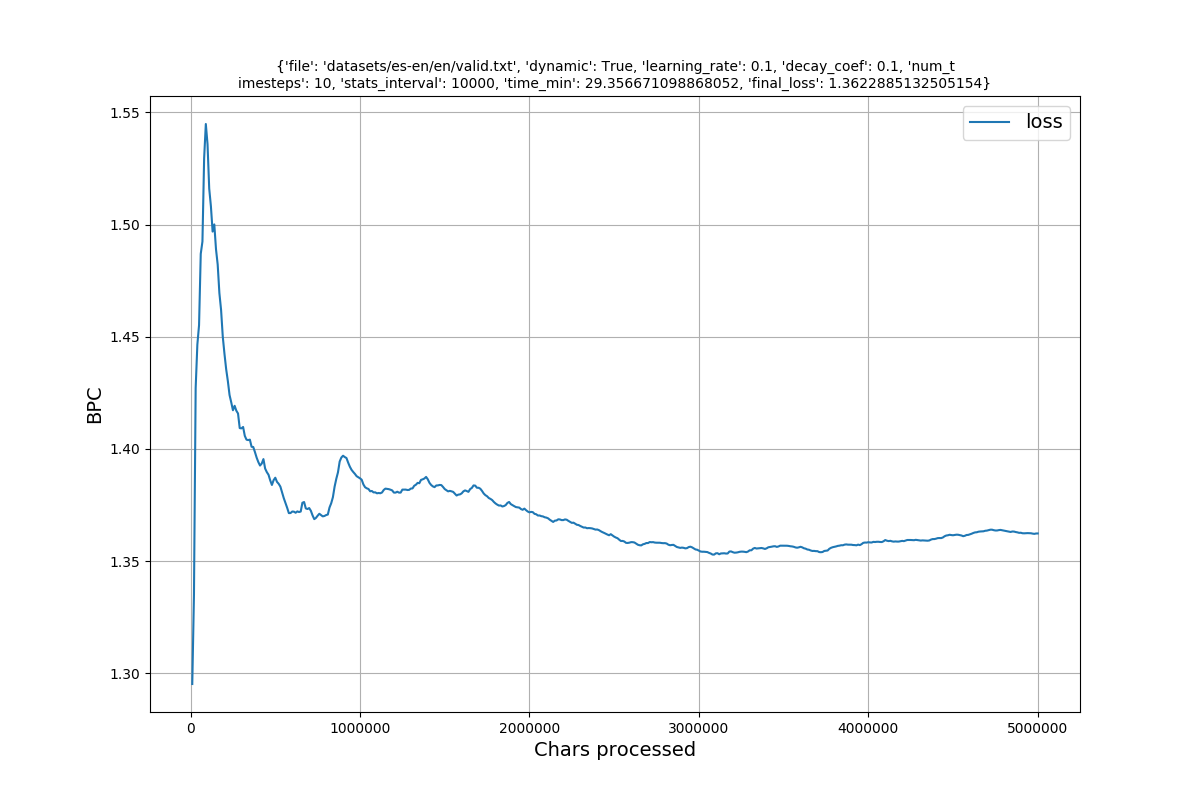 {'file': 'datasets/es-en/en/valid.txt', 'dynamic': True, 'learning_rate': 0.1, 'decay_coef': 0.1, 'num_t
imesteps': 10, 'stats_interval': 10000, 'time_min': 29.356671098868052, 'final_loss': 1.3622885132505154}
loss
1.55
1.50
1.45
1.40
1.35
1.30
BPC
0 1000000 2000000 3000000 4000000 5000000
Chars processed